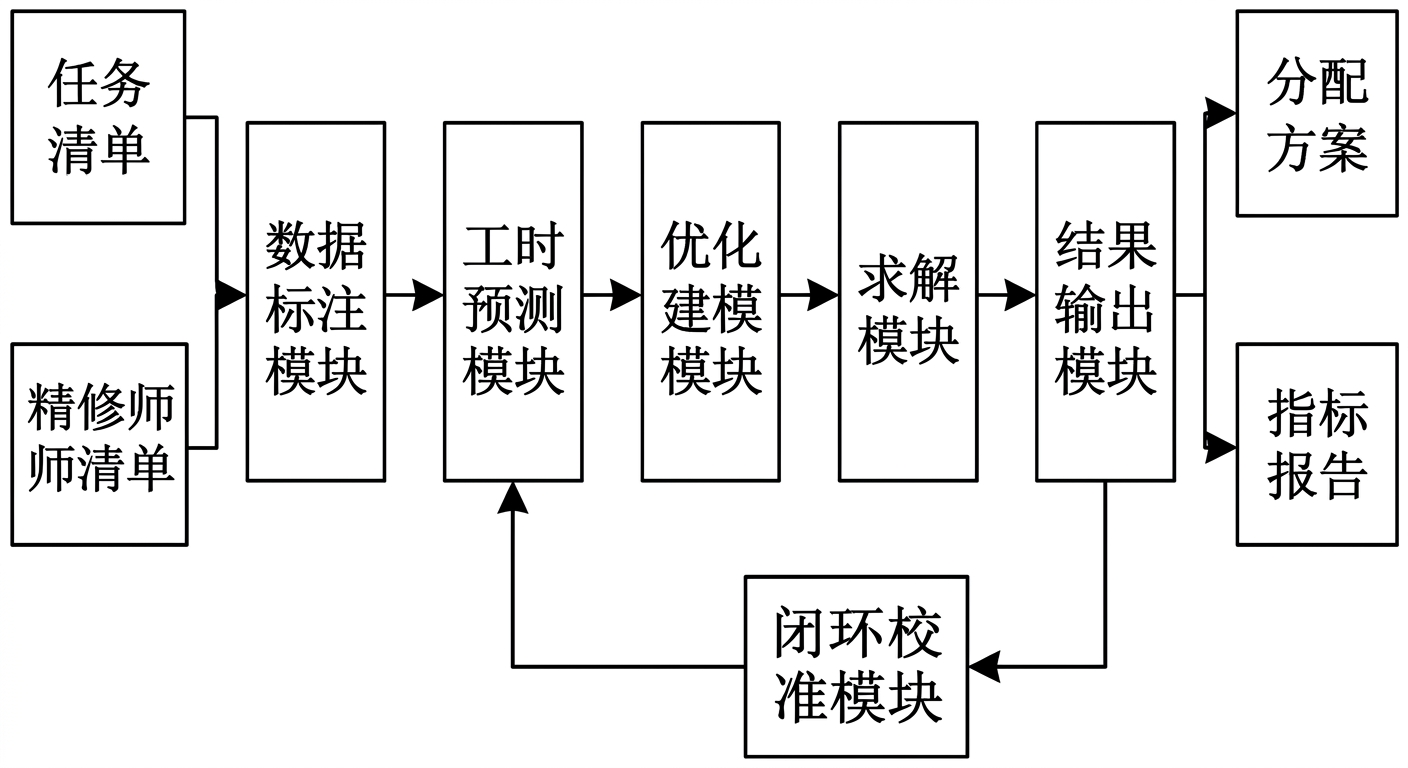 任务
清单
精修师
师清单
数据
标注
模块
工时
预测
模块
优化
建模
模块
求解
模块
结果
输出
模块
分配
方案
指标
报告
闭环校
准模块